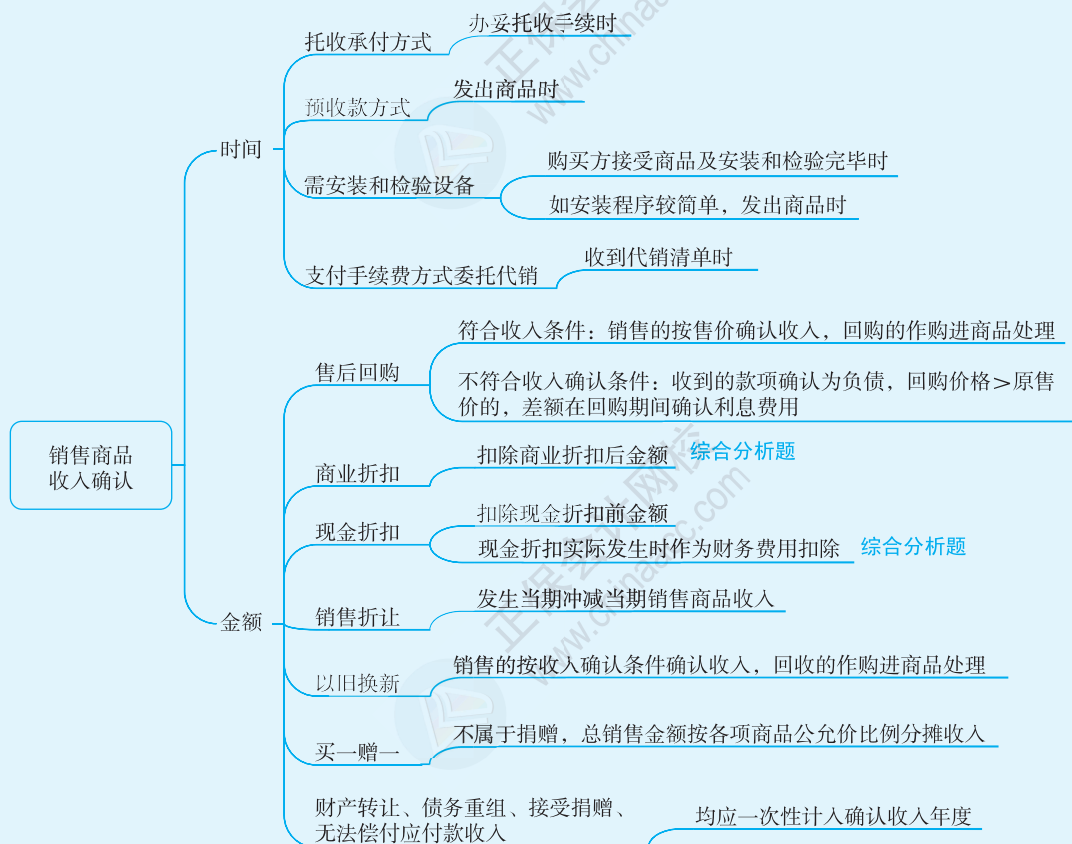 办妥托收手续时
托收承付方式
发出商品时
预收款方式
时间
购买方接受商品及安装和检验完毕时
需安装和检验设备
如安装程序较简单，发出商品时
收到代销清单时
支付手续费方式委托代销
符合收入条件：销售的按售价确认收入，回购的作购进商品处理
售后回购
不符合收入确认条件：收到的款项确认为负债，回购价格＞原售
价的，差额在回购期间确认利息费用
销售商品
收入确认
扣除商业折扣后金额 综合分析题
商业折扣
扣除现金折扣前金额
现金折扣
现金折扣实际发生时作为财务费用扣除 综合分析题
发生当期冲减当期销售商品收入
销售折让
金额
销售的按收入确认条件确认收入，回收的作购进商品处理
以旧换新
不属于捐赠，总销售金额按各项商品公允价比例分摊收入
买一赠一
财产转让、债务重组、接受捐赠、
无法偿付应付款收入
均应一次性计入确认收入年度
正保会计网校
www.chinaacc.com